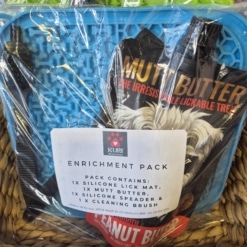 MUTT BUTTER
THE IRRESISTIBLE LICKABLE TREAT
ENRICHMENT PACK
PACK CONTAINS:
1X SILICONE LICK MAT,
1X MUTT BUTTER,
1X SILICONE SPEADER &
1 X CLEANING BRUSH
PEANUT BU